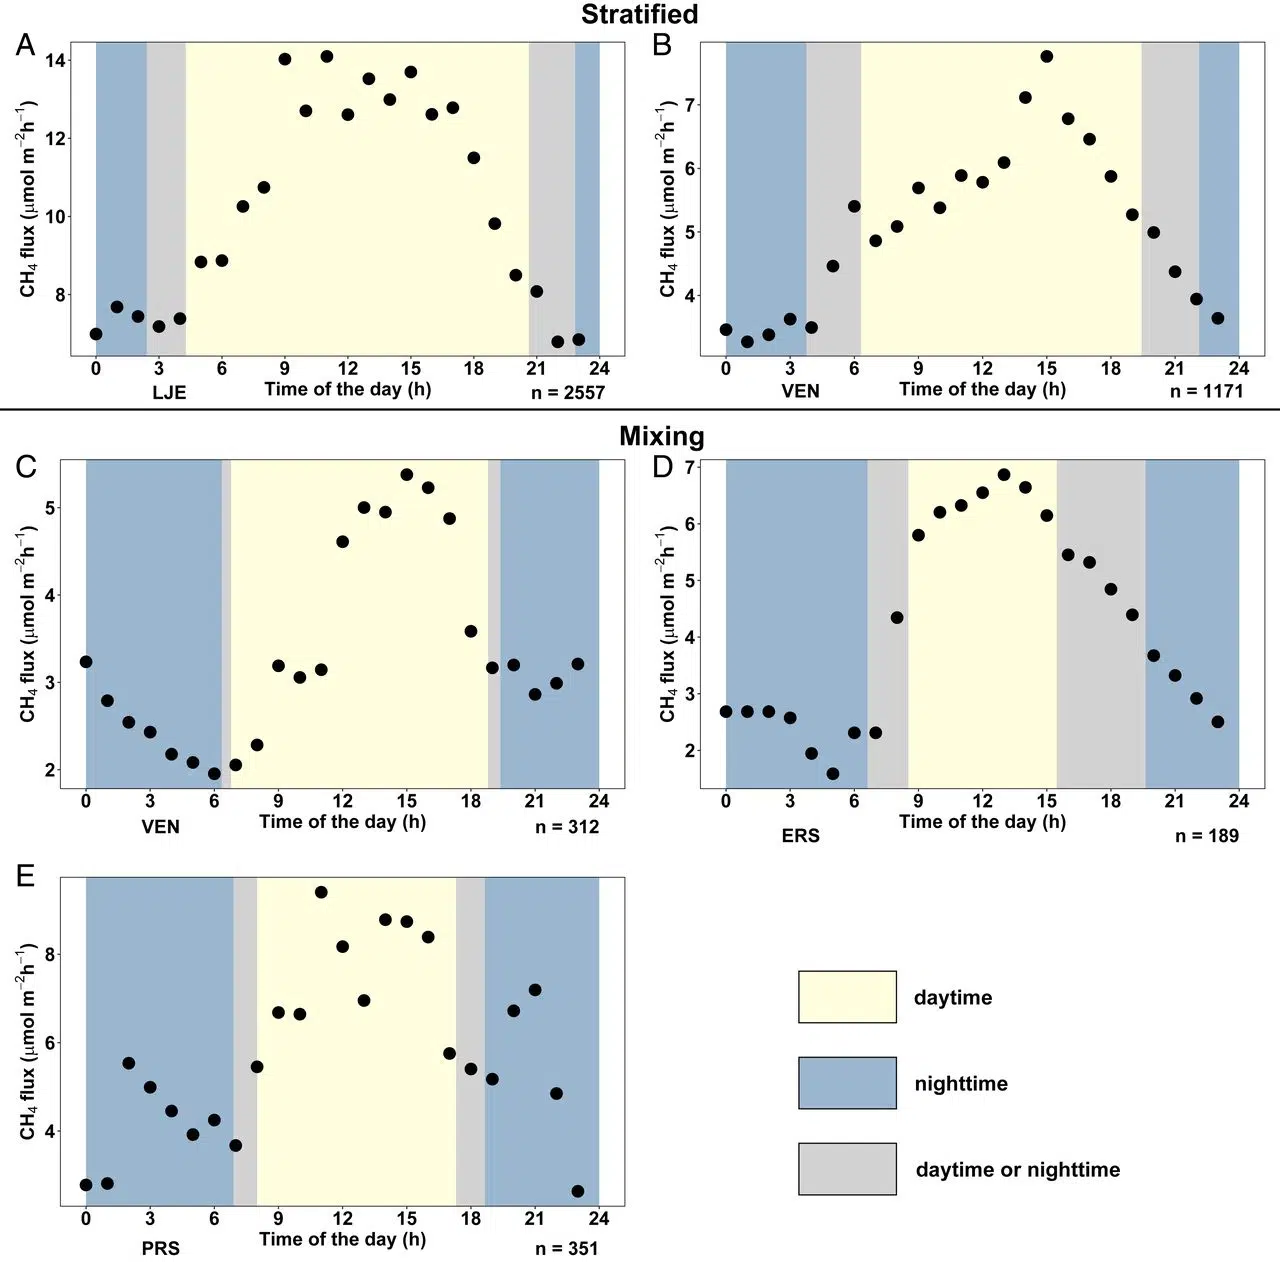 Stratified
A
CH4 flux (µmol m−2h−1)
14
12
10
8
0 3 6 9 12 15 18 21 24
LJE Time of the day (h) n = 2557
B
CH4 flux (µmol m−2h−1)
7
6
5
4
0 3 6 9 12 15 18 21 24
VEN Time of the day (h) n = 1171
Mixing
C
CH4 flux (µmol m−2h−1)
5
4
3
2
0 3 6 9 12 15 18 21 24
Time of the day (h)
VEN n = 312
D
CH4 flux (µmol m−2h−1)
7
6
5
4
3
2
0 3 6 9 12 15 18 21 24
Time of the day (h)
ERS n = 189
E
CH4 flux (µmol m−2h−1)
8
6
4
0 3 6 9 12 15 18 21 24
Time of the day (h)
PRS n = 351
daytime
nighttime
daytime or nighttime